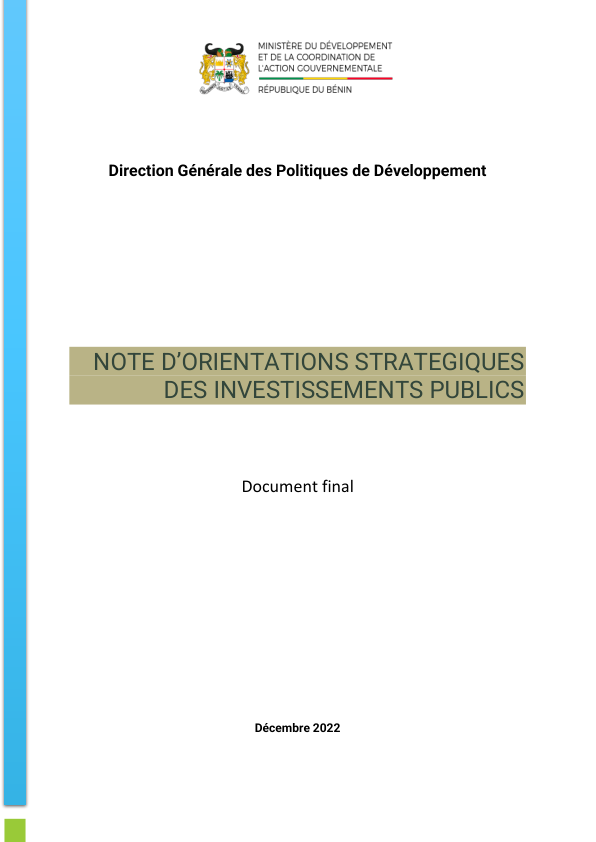 MINISTÈRE DU DÉVELOPPEMENT
ET DE LA COORDINATION DE
L'ACTION GOUVERNEMENTALE
RÉPUBLIQUE DU BÉNIN
Direction Générale des Politiques de Développement
NOTE D’ORIENTATIONS STRATEGIQUES
DES INVESTISSEMENTS PUBLICS
Document final
Décembre 2022